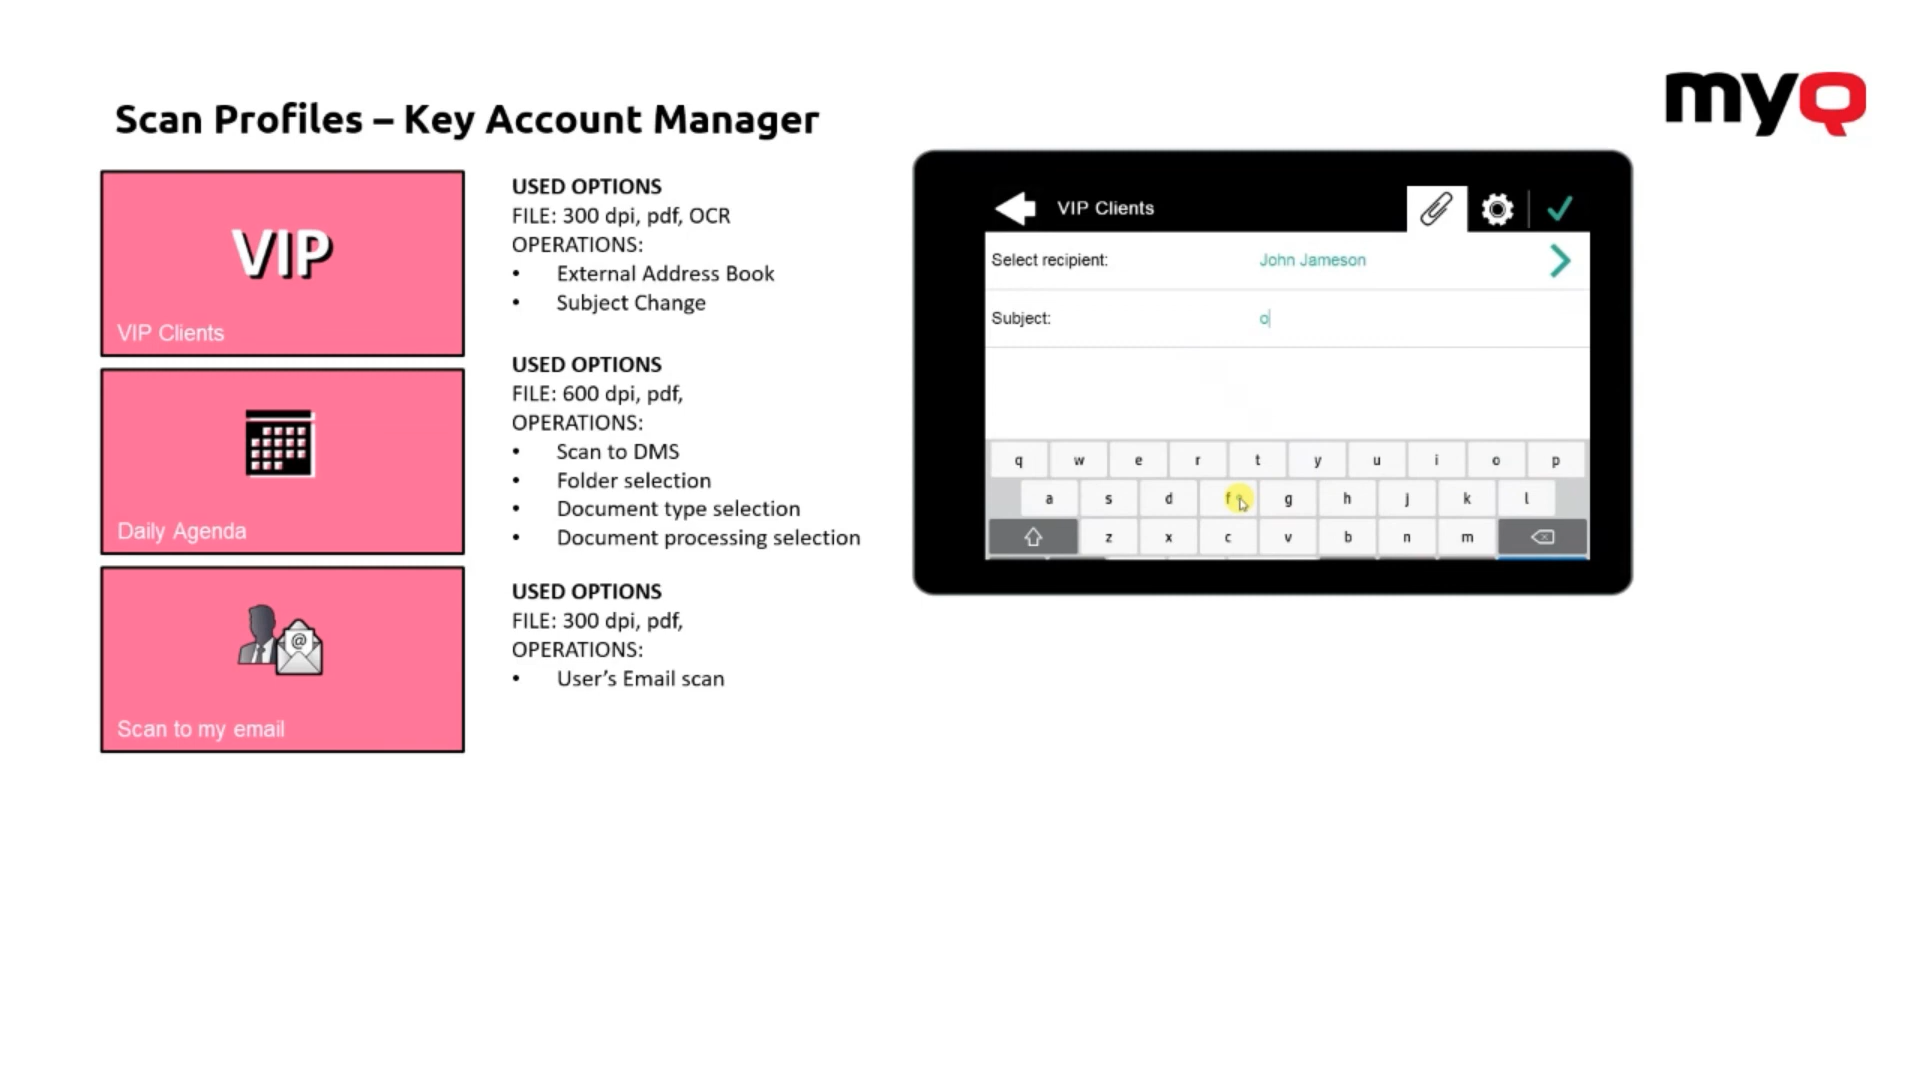 myQ
Scan Profiles – Key Account Manager
VIP
VIP Clients
USED OPTIONS
FILE: 300 dpi, pdf, OCR
OPERATIONS:
• External Address Book
• Subject Change
Daily Agenda
USED OPTIONS
FILE: 600 dpi, pdf,
OPERATIONS:
• Scan to DMS
• Folder selection
• Document type selection
• Document processing selection
@
Scan to my email
USED OPTIONS
FILE: 300 dpi, pdf,
OPERATIONS:
• User’s Email scan
VIP Clients
Select recipient: John Jameson
Subject: o
q w e r t y u i o p
a s d f g h j k l
z x c v b n m